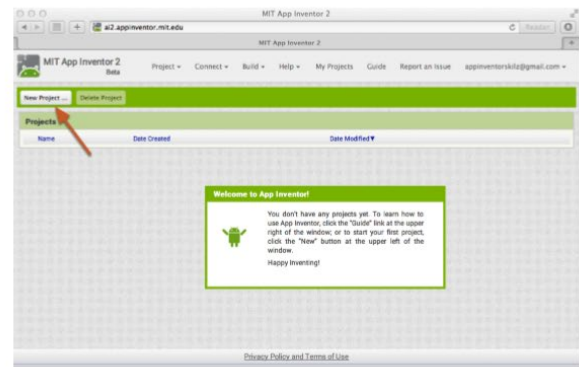 MIT App Inventor 2
ai2.appinventor.mit.edu
Reader
MIT App Inventor 2
MIT App Inventor 2
Beta
Project
Connect
Build
Help
My Projects
Guide
Report an Issue
appinventorskilz@gmail.com
New Project ...
Delete Project
Projects
Name
Date Created
Date Modified▼
Welcome to App Inventor!
You don't have any projects yet. To learn how to
use App Inventor, click the "Guide" link at the upper
right of the window; or to start your first project,
click the "New" button at the upper left of the
window.
Happy Inventing!
Privacy Policy and Terms of Use